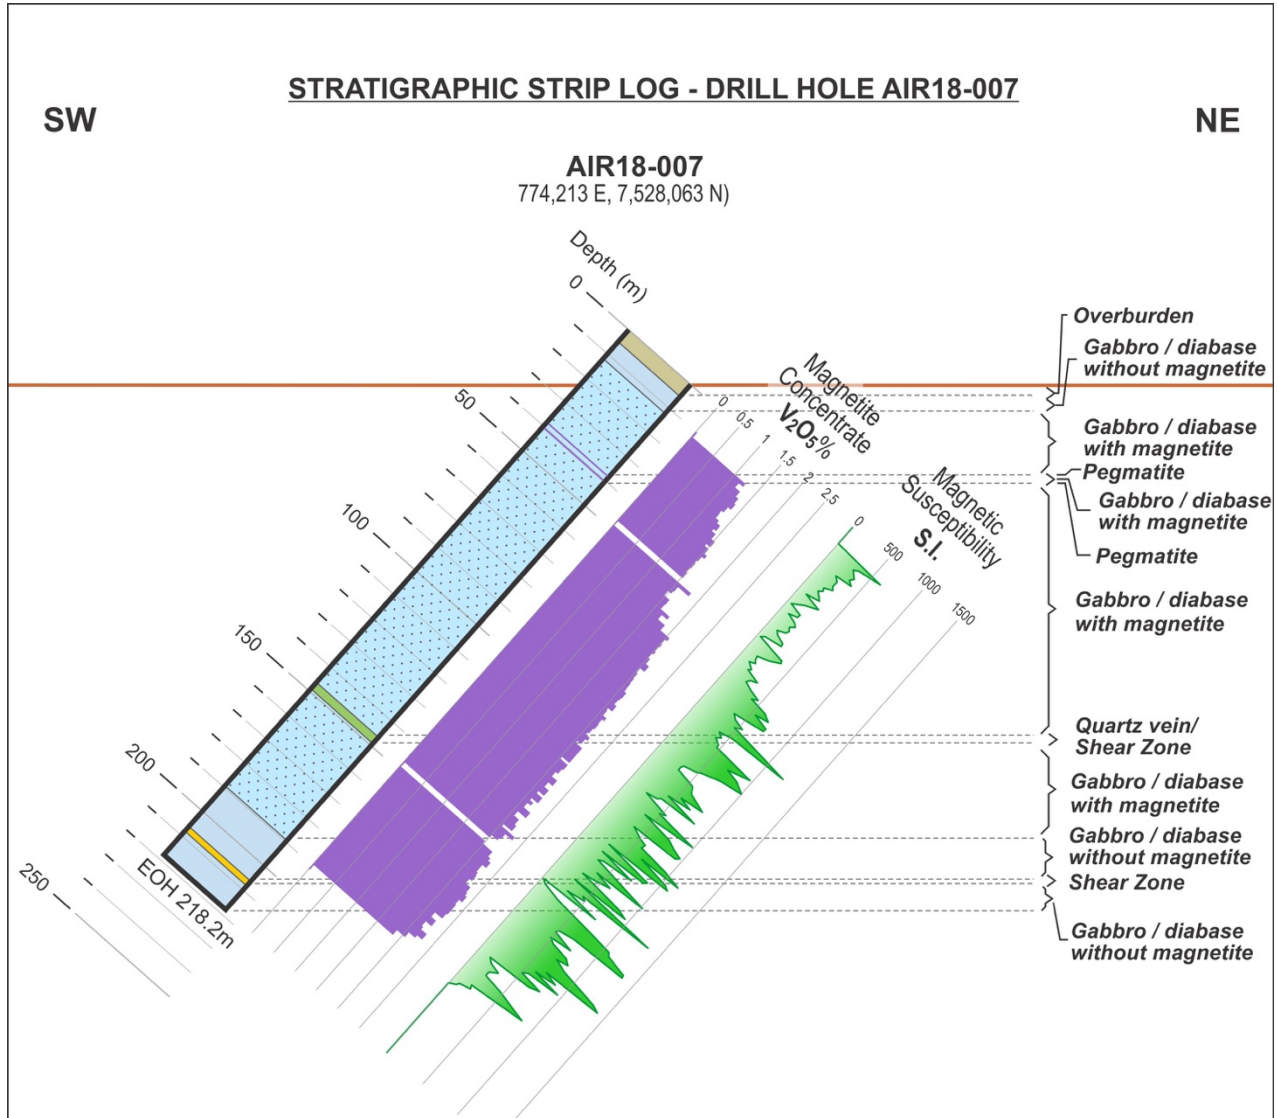 STRATIGRAPHIC STRIP LOG - DRILL HOLE AIR18-007
SW
NE
AIR18-007
774,213 E, 7,528,063 N)
Depth (m)
0
50
100
150
200
250
EOH 218.2m
Magnetite
Concentrate
V₂O₅%
0
0.5
1
1.5
2
2.5
Magnetic
Susceptibility
S.I.
0
500
1000
1500
Overburden
Gabbro / diabase
without magnetite
Gabbro / diabase
with magnetite
Pegmatite
Gabbro / diabase
with magnetite
Pegmatite
Gabbro / diabase
with magnetite
Quartz vein/
Shear Zone
Gabbro / diabase
with magnetite
Gabbro / diabase
without magnetite
Shear Zone
Gabbro / diabase
without magnetite